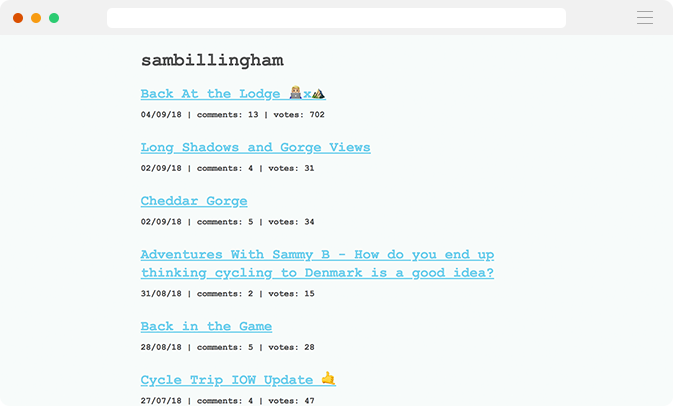 sambillingham
Back At the Lodge 👩🏼‍💻x🏔
04/09/18 | comments: 13 | votes: 702
Long Shadows and Gorge Views
02/09/18 | comments: 4 | votes: 31
Cheddar Gorge
02/09/18 | comments: 5 | votes: 34
Adventures With Sammy B – How do you end up
thinking cycling to Denmark is a good idea?
31/08/18 | comments: 2 | votes: 15
Back in the Game
28/08/18 | comments: 5 | votes: 28
Cycle Trip IOW Update 🤙
27/07/18 | comments: 4 | votes: 47